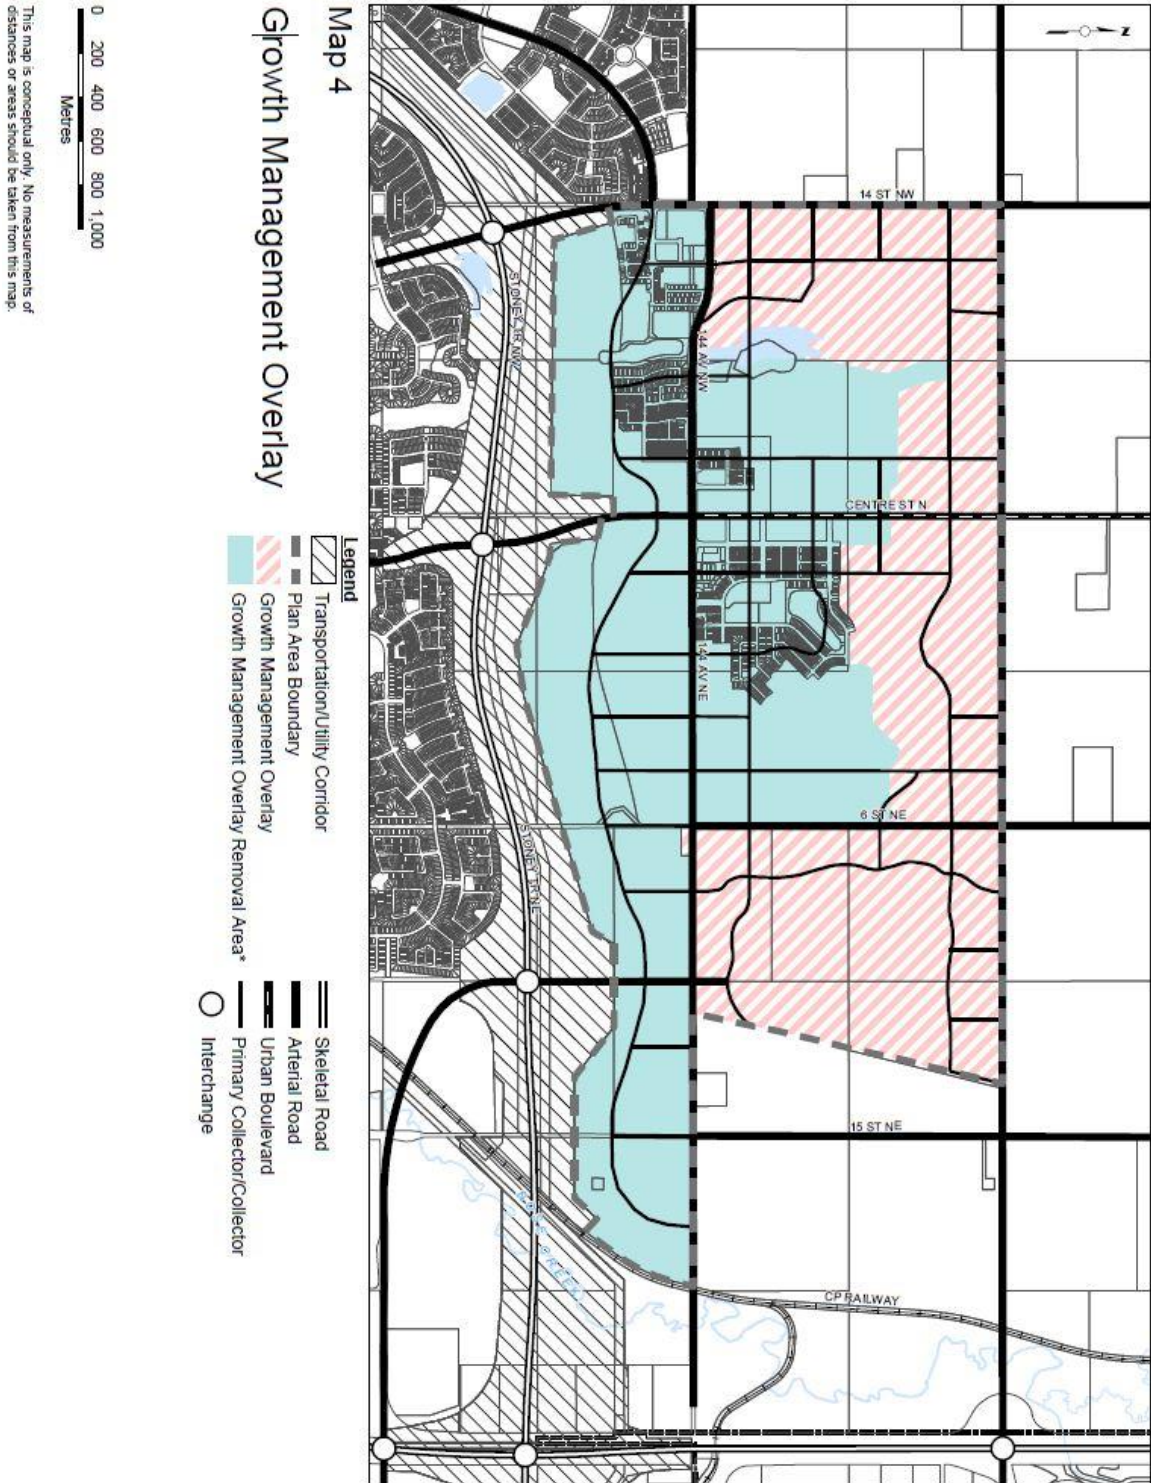 Map 4
Growth Management Overlay
0 200 400 600 800 1,000
Metres
This map is conceptual only. No measurements of
distances or areas should be taken from this map.
Legend
Transportation/Utility Corridor
Plan Area Boundary
Growth Management Overlay
Growth Management Overlay Removal Area*
Skeletal Road
Arterial Road
Urban Boulevard
Primary Collector/Collector
Interchange
N
14 ST NW
STONEY TR NW
144 AV NW
CENTRE ST N
144 AV NE
6 ST NE
STONEY TR NE
15 ST NE
CP RAILWAY
CREEK